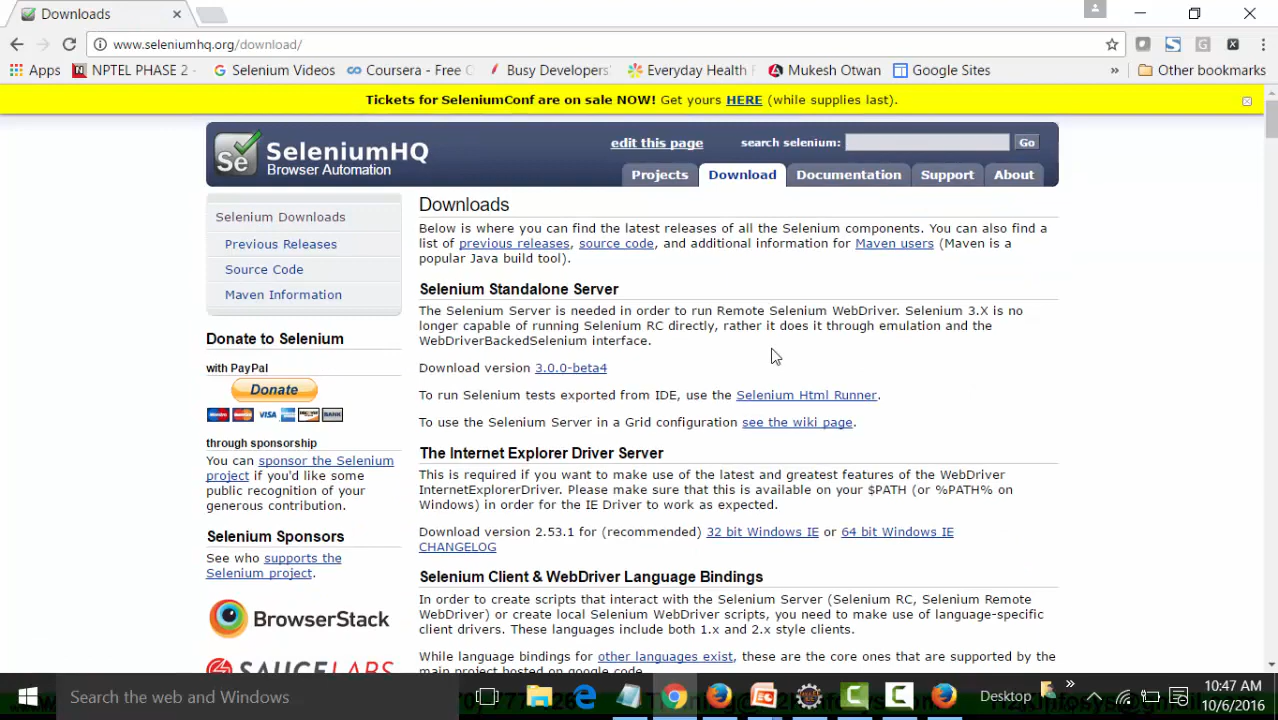 Downloads
www.seleniumhq.org/download/
Apps NPTEL PHASE 2 - Selenium Videos Coursera - Free C Busy Developers' Everyday Health Mukesh Otwan Google Sites » Other bookmarks
Tickets for SeleniumConf are on sale NOW! Get yours HERE (while supplies last).
Se SeleniumHQ
Browser Automation
edit this page search selenium: Go
Projects Download Documentation Support About
Selenium Downloads
Previous Releases
Source Code
Maven Information
Donate to Selenium
with PayPal
Donate
VISA
BANK
through sponsorship
You can sponsor the Selenium
project if you'd like some
public recognition of your
generous contribution.
Selenium Sponsors
See who supports the
Selenium project.
BrowserStack
SAUCE LABS
Downloads
Below is where you can find the latest releases of all the Selenium components. You can also find a
list of previous releases, source code, and additional information for Maven users (Maven is a
popular Java build tool).
Selenium Standalone Server
The Selenium Server is needed in order to run Remote Selenium WebDriver. Selenium 3.X is no
longer capable of running Selenium RC directly, rather it does it through emulation and the
WebDriverBackedSelenium interface.
Download version 3.0.0-beta4
To run Selenium tests exported from IDE, use the Selenium Html Runner.
To use the Selenium Server in a Grid configuration see the wiki page.
The Internet Explorer Driver Server
This is required if you want to make use of the latest and greatest features of the WebDriver
InternetExplorerDriver. Please make sure that this is available on your $PATH (or %PATH% on
Windows) in order for the IE Driver to work as expected.
Download version 2.53.1 for (recommended) 32 bit Windows IE or 64 bit Windows IE
CHANGELOG
Selenium Client & WebDriver Language Bindings
In order to create scripts that interact with the Selenium Server (Selenium RC, Selenium Remote
WebDriver) or create local Selenium WebDriver scripts, you need to make use of language-specific
client drivers. These languages include both 1.x and 2.x style clients.
While language bindings for other languages exist, these are the core ones that are supported by the
main project hosted on google code.
Search the web and Windows
Desktop »
10:47 AM
10/6/2016